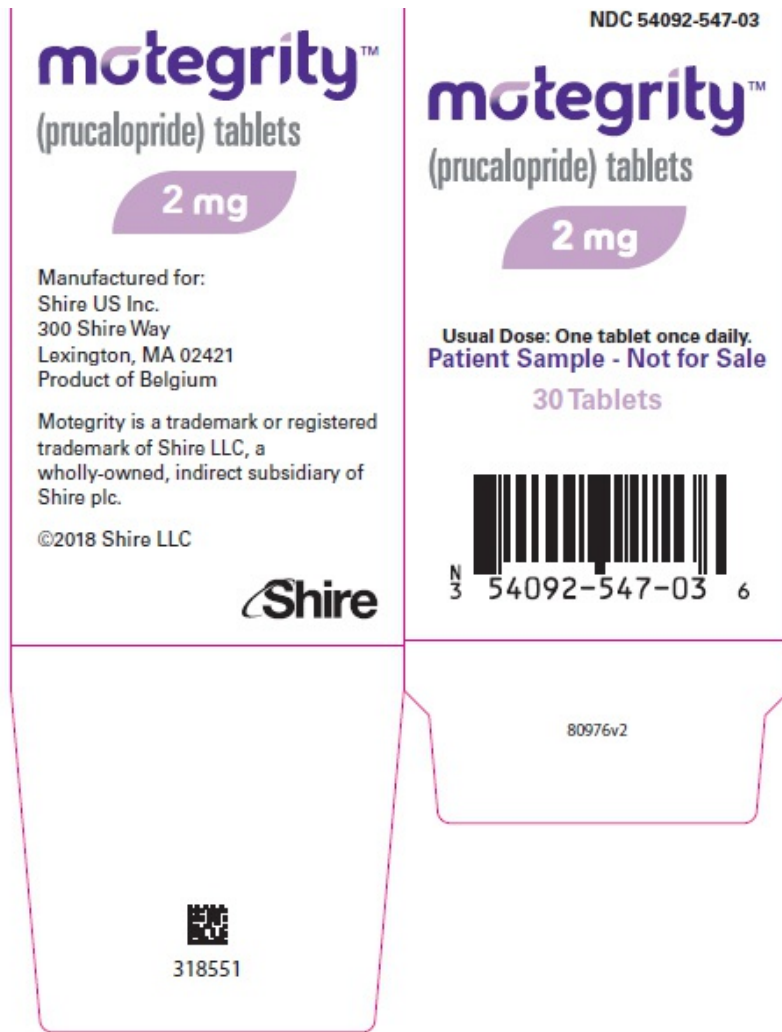 motegrity™
(prucalopride) tablets
2 mg
Manufactured for:
Shire US Inc.
300 Shire Way
Lexington, MA 02421
Product of Belgium
Motegrity is a trademark or registered
trademark of Shire LLC, a
wholly-owned, indirect subsidiary of
Shire plc.
©2018 Shire LLC
Shire
318551
NDC 54092-547-03
motegrity™
(prucalopride) tablets
2 mg
Usual Dose: One tablet once daily.
Patient Sample - Not for Sale
30 Tablets
N
3 54092-547-03 6
80976v2